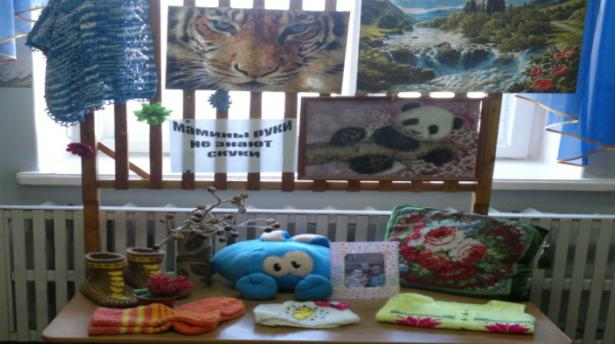 Мамины руки
не знают
скуки